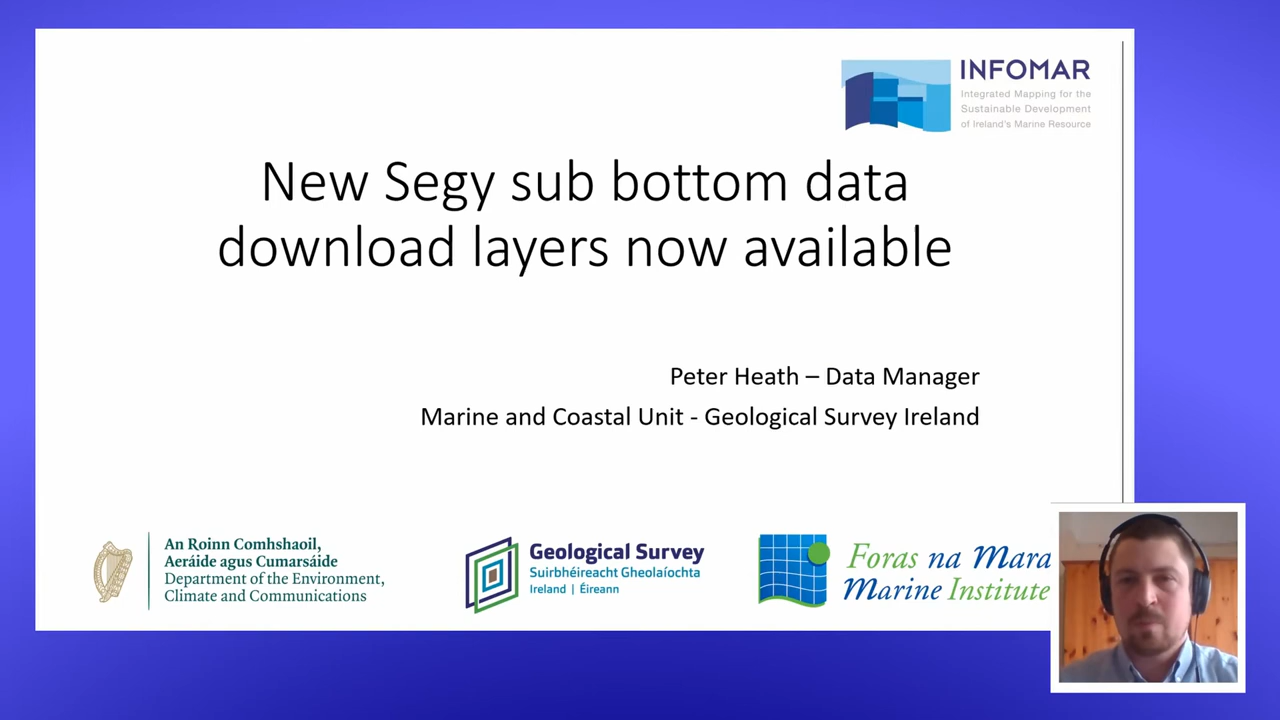 INFOMAR
Integrated Mapping for the
Sustainable Development
of Ireland's Marine Resource
New Segy sub bottom data
download layers now available
Peter Heath – Data Manager
Marine and Coastal Unit - Geological Survey Ireland
An Roinn Comhshaoil,
Aeráide agus Cumarsáide
Department of the Environment,
Climate and Communications
Geological Survey
Suirbhéireacht Gheolaíochta
Ireland | Éireann
Foras na Mara
Marine Institute